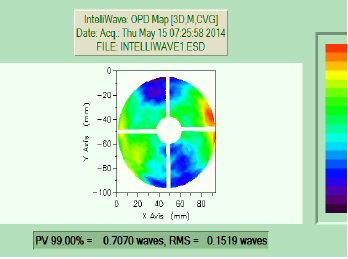 IntelliWave: OPD Map [3D,M,CVG]
Date: Acq.: Thu May 15 07:25:58 2014
FILE: INTELLIWAVE1.ESD
0
-20
-40
-60
-80
-100
Y Axis (mm)
0 20 40 60 80
X Axis (mm)
PV 99.00% = 0.7070 waves, RMS = 0.1519 waves